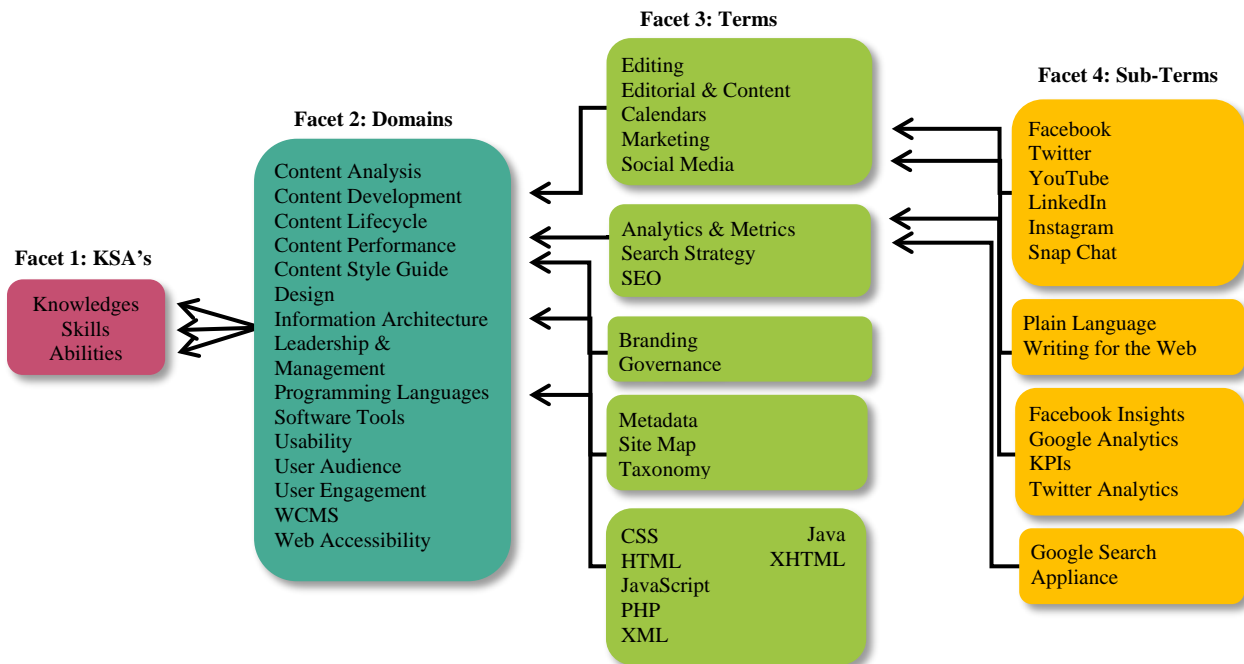 Facet 1: KSA's
Knowledges
Skills
Abilities
Facet 2: Domains
Content Analysis
Content Development
Content Lifecycle
Content Performance
Content Style Guide
Design
Information Architecture
Leadership &
Management
Programming Languages
Software Tools
Usability
User Audience
User Engagement
WCMS
Web Accessibility
Facet 3: Terms
Editing
Editorial & Content
Calendars
Marketing
Social Media
Analytics & Metrics
Search Strategy
SEO
Branding
Governance
Metadata
Site Map
Taxonomy
CSS
HTML
JavaScript
PHP
XML
Java
XHTML
Facet 4: Sub-Terms
Facebook
Twitter
YouTube
LinkedIn
Instagram
Snap Chat
Plain Language
Writing for the Web
Facebook Insights
Google Analytics
KPIs
Twitter Analytics
Google Search
Appliance